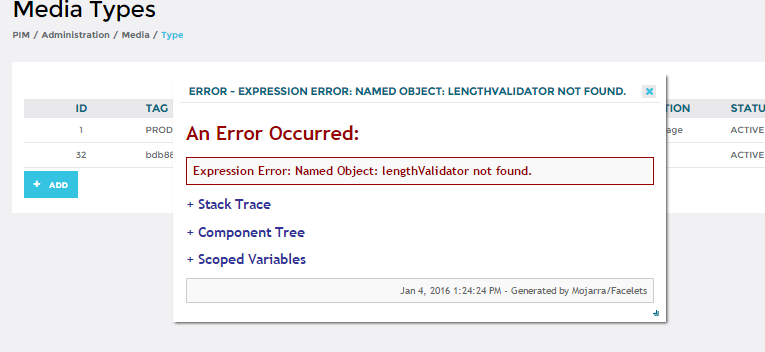 Media Types
PIM / Administration / Media / Type
ERROR - EXPRESSION ERROR: NAMED OBJECT: LENGTHVALIDATOR NOT FOUND.
ID TAG TION STATU
An Error Occurred:
1 PROD age ACTIVE
Expression Error: Named Object: lengthValidator not found.
32 bdb88 ACTIVE
+ ADD
+ Stack Trace
+ Component Tree
+ Scoped Variables
Jan 4, 2016 1:24:24 PM - Generated by Mojarra/Facelets